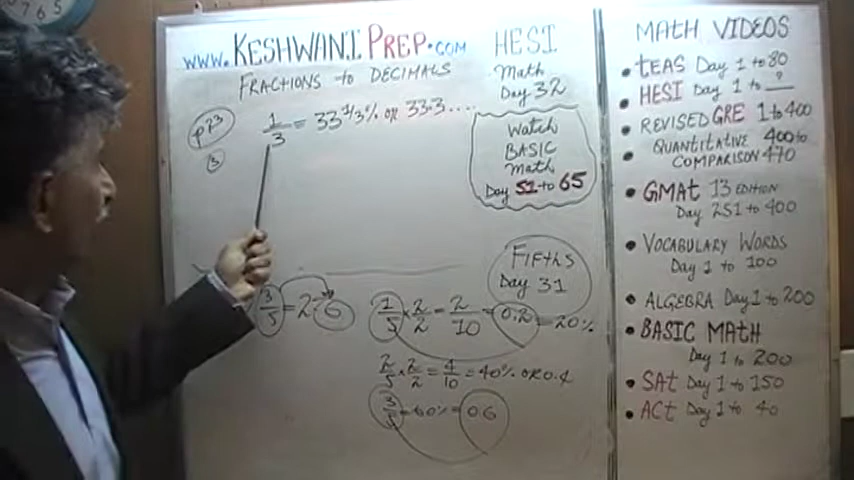 www.KESHWANIPREP.COM
FRACTIONS to DECIMALS
HESI
Math
Day 32
p23
3
1/3 = 33 1/3% or 33.3....
Watch
BASIC
Math
Day 51 to 65
FIFTHS
Day 31
3/5 = 2.6
1/5 x 2/2 = 2/10 = 0.2 = 20%
2/5 x 2/2 = 4/10 = 40% OR 0.4
3/5 = 60% = 0.6
MATH VIDEOS
• TEAS Day 1 to 80
• HESI Day 1 to ?
• REVISED GRE 1 to 400
• QUANTITATIVE 400 to
COMPARISON 470
• GMAT 13 EDITION
Day 251 to 400
• VOCABULARY WORDS
Day 1 to 100
• ALGEBRA Day 1 to 200
• BASIC MATH
Day 1 to 200
• SAT Day 1 to 150
• ACT Day 1 to 40